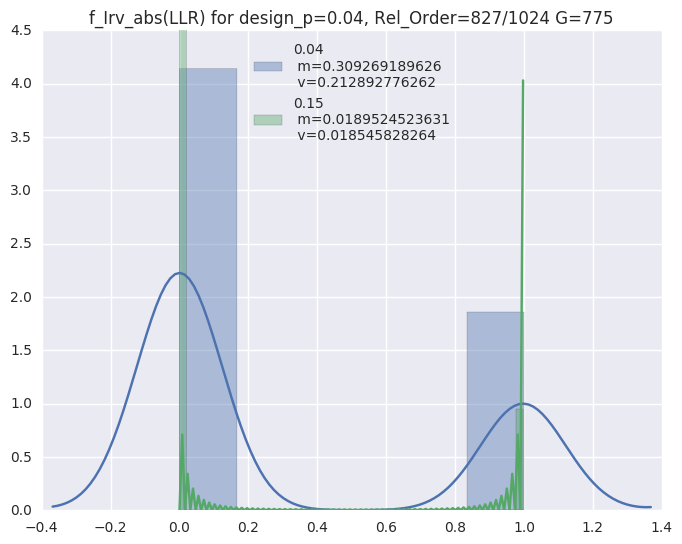 f_Irv_abs(LLR) for design_p=0.04, Rel_Order=827/1024 G=775
4.5
4.0
3.5
3.0
2.5
2.0
1.5
1.0
0.5
0.0
0.04
m=0.309269189626
v=0.212892776262
0.15
m=0.0189524523631
v=0.018545828264
−0.4 −0.2 0.0 0.2 0.4 0.6 0.8 1.0 1.2 1.4